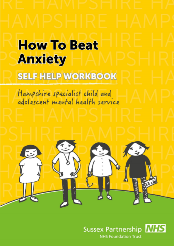 How To Beat
Anxiety
SELF HELP WORKBOOK
Hampshire specialist child and
adolescent mental health service
Sussex Partnership NHS
NHS Foundation Trust